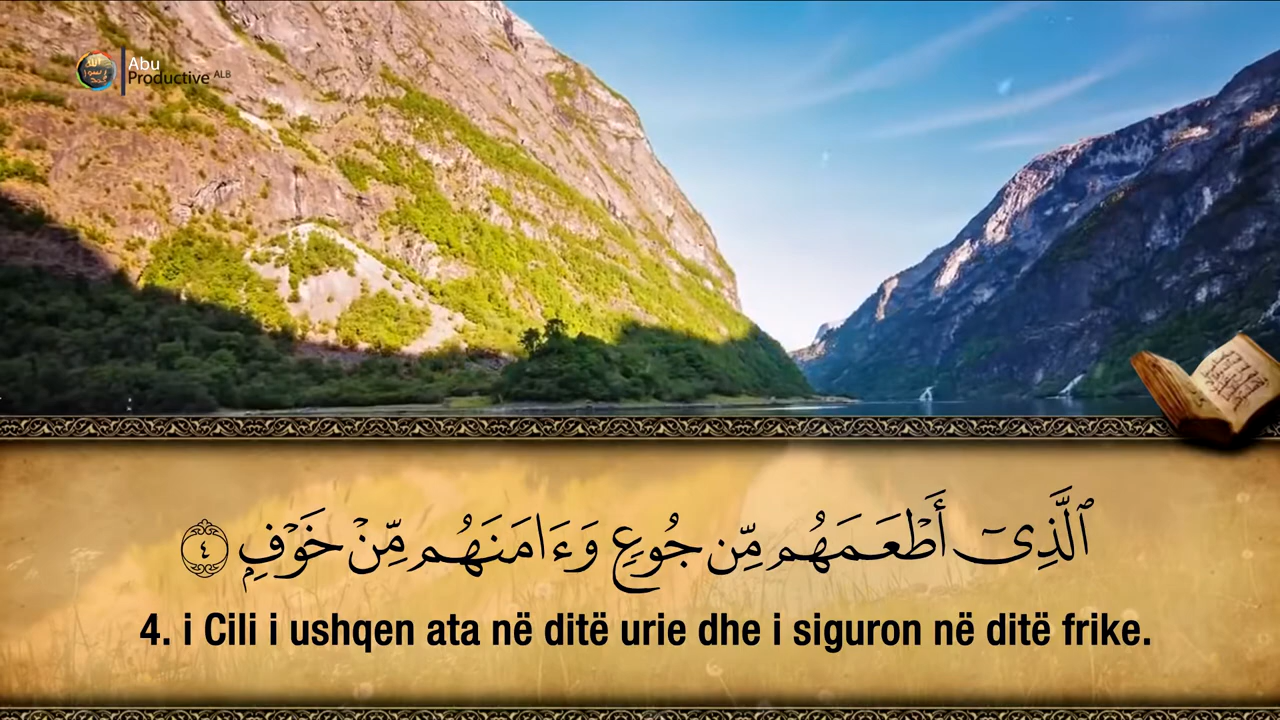 Abu
Productive ALB
ٱلَّذِىٓ أَطْعَمَهُم مِّن جُوعٍ وَءَامَنَهُم مِّنْ خَوْفٍۭ ٤
4. i Cili i ushqen ata në ditë urie dhe i siguron në ditë frike.